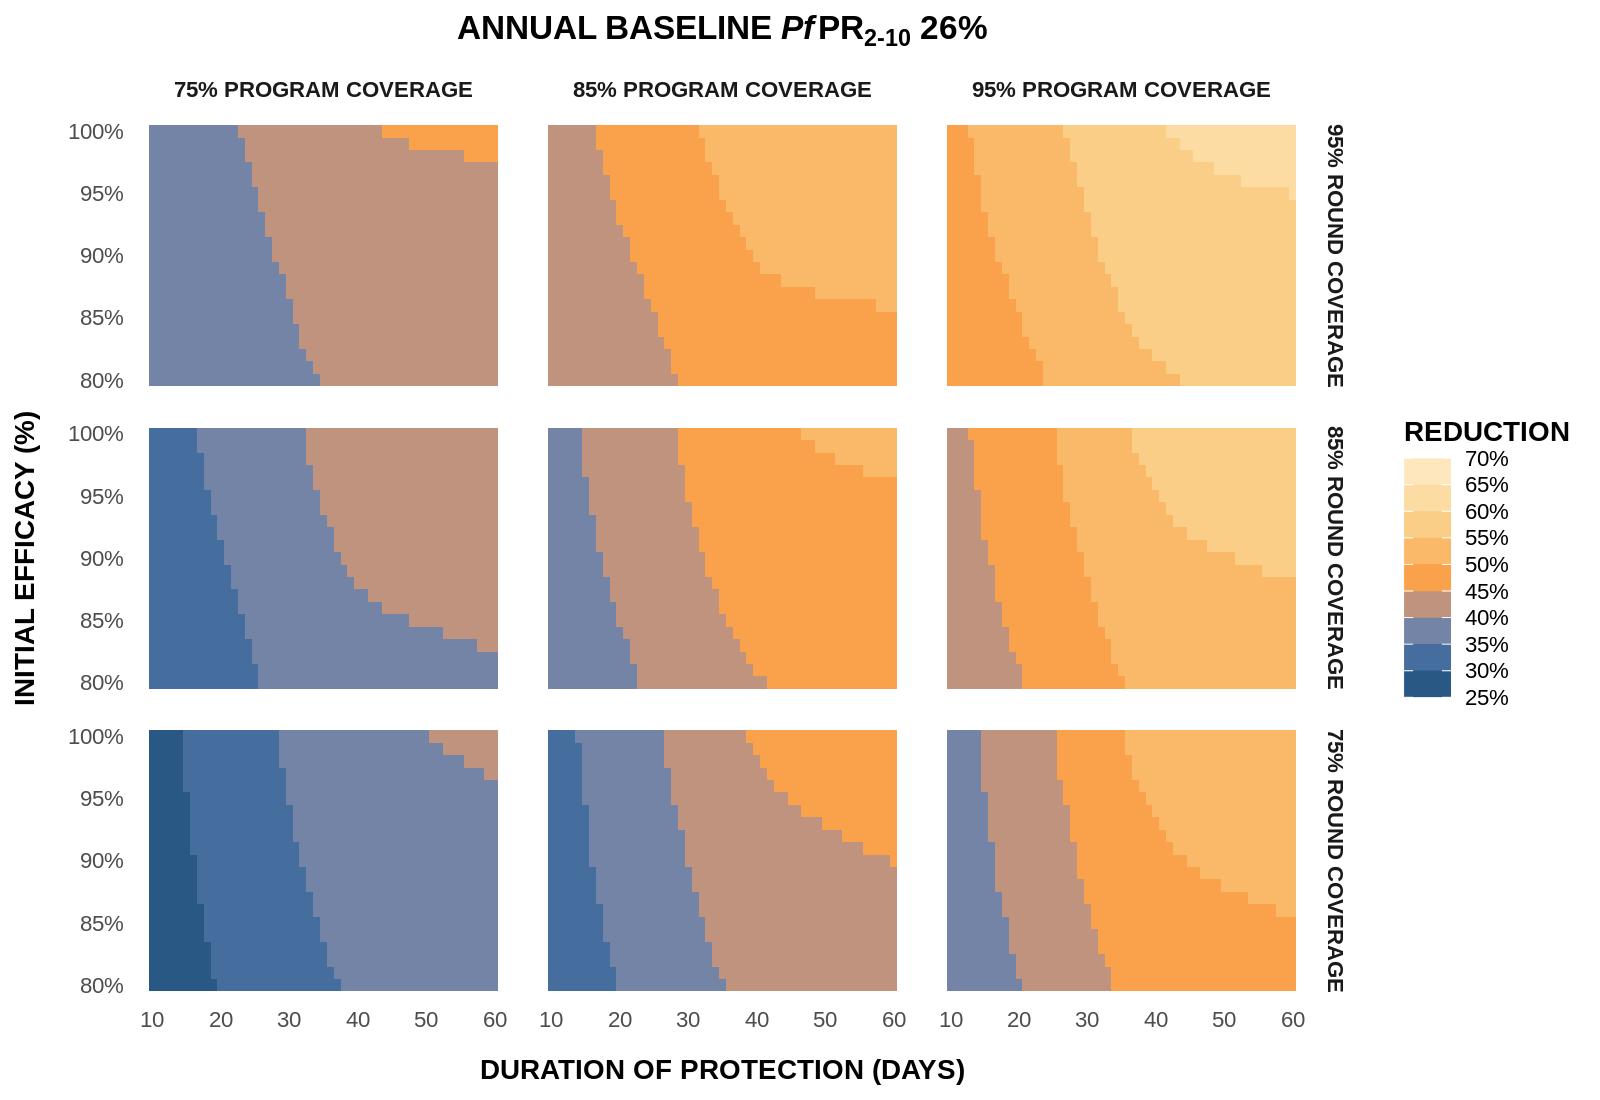 ANNUAL BASELINE PfPR2-10 26%
75% PROGRAM COVERAGE
85% PROGRAM COVERAGE
95% PROGRAM COVERAGE
INITIAL EFFICACY (%)
100%
95%
90%
85%
80%
95% ROUND COVERAGE
100%
95%
90%
85%
80%
85% ROUND COVERAGE
100%
95%
90%
85%
80%
75% ROUND COVERAGE
10 20 30 40 50 60
10 20 30 40 50 60
10 20 30 40 50 60
DURATION OF PROTECTION (DAYS)
REDUCTION
70%
65%
60%
55%
50%
45%
40%
35%
30%
25%